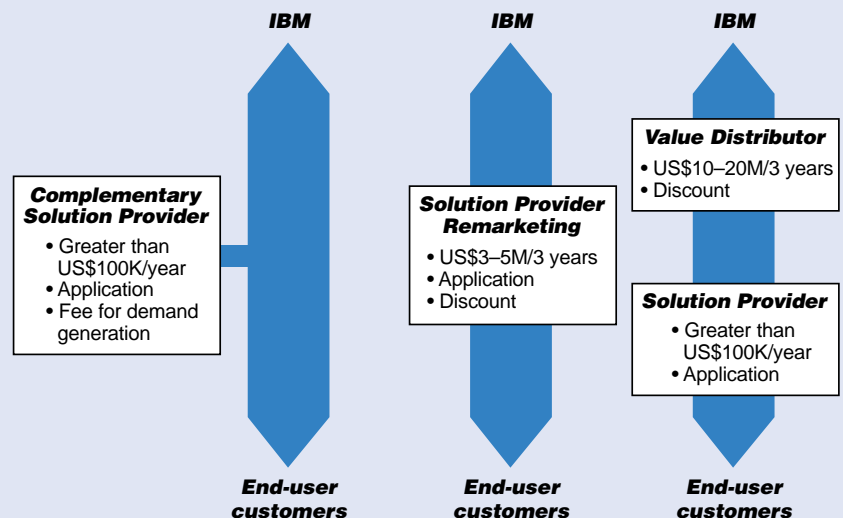 IBM
IBM
IBM
Complementary
Solution Provider
• Greater than
US$100K/year
• Application
• Fee for demand
generation
Solution Provider
Remarketing
• US$3–5M/3 years
• Application
• Discount
Value Distributor
• US$10–20M/3 years
• Discount
Solution Provider
• Greater than
US$100K/year
• Application
End-user
customers
End-user
customers
End-user
customers